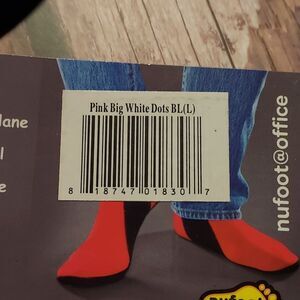 Pink Big White Dots BL(L)
8 18747 01830 7
lane
l
e
nufoot@office